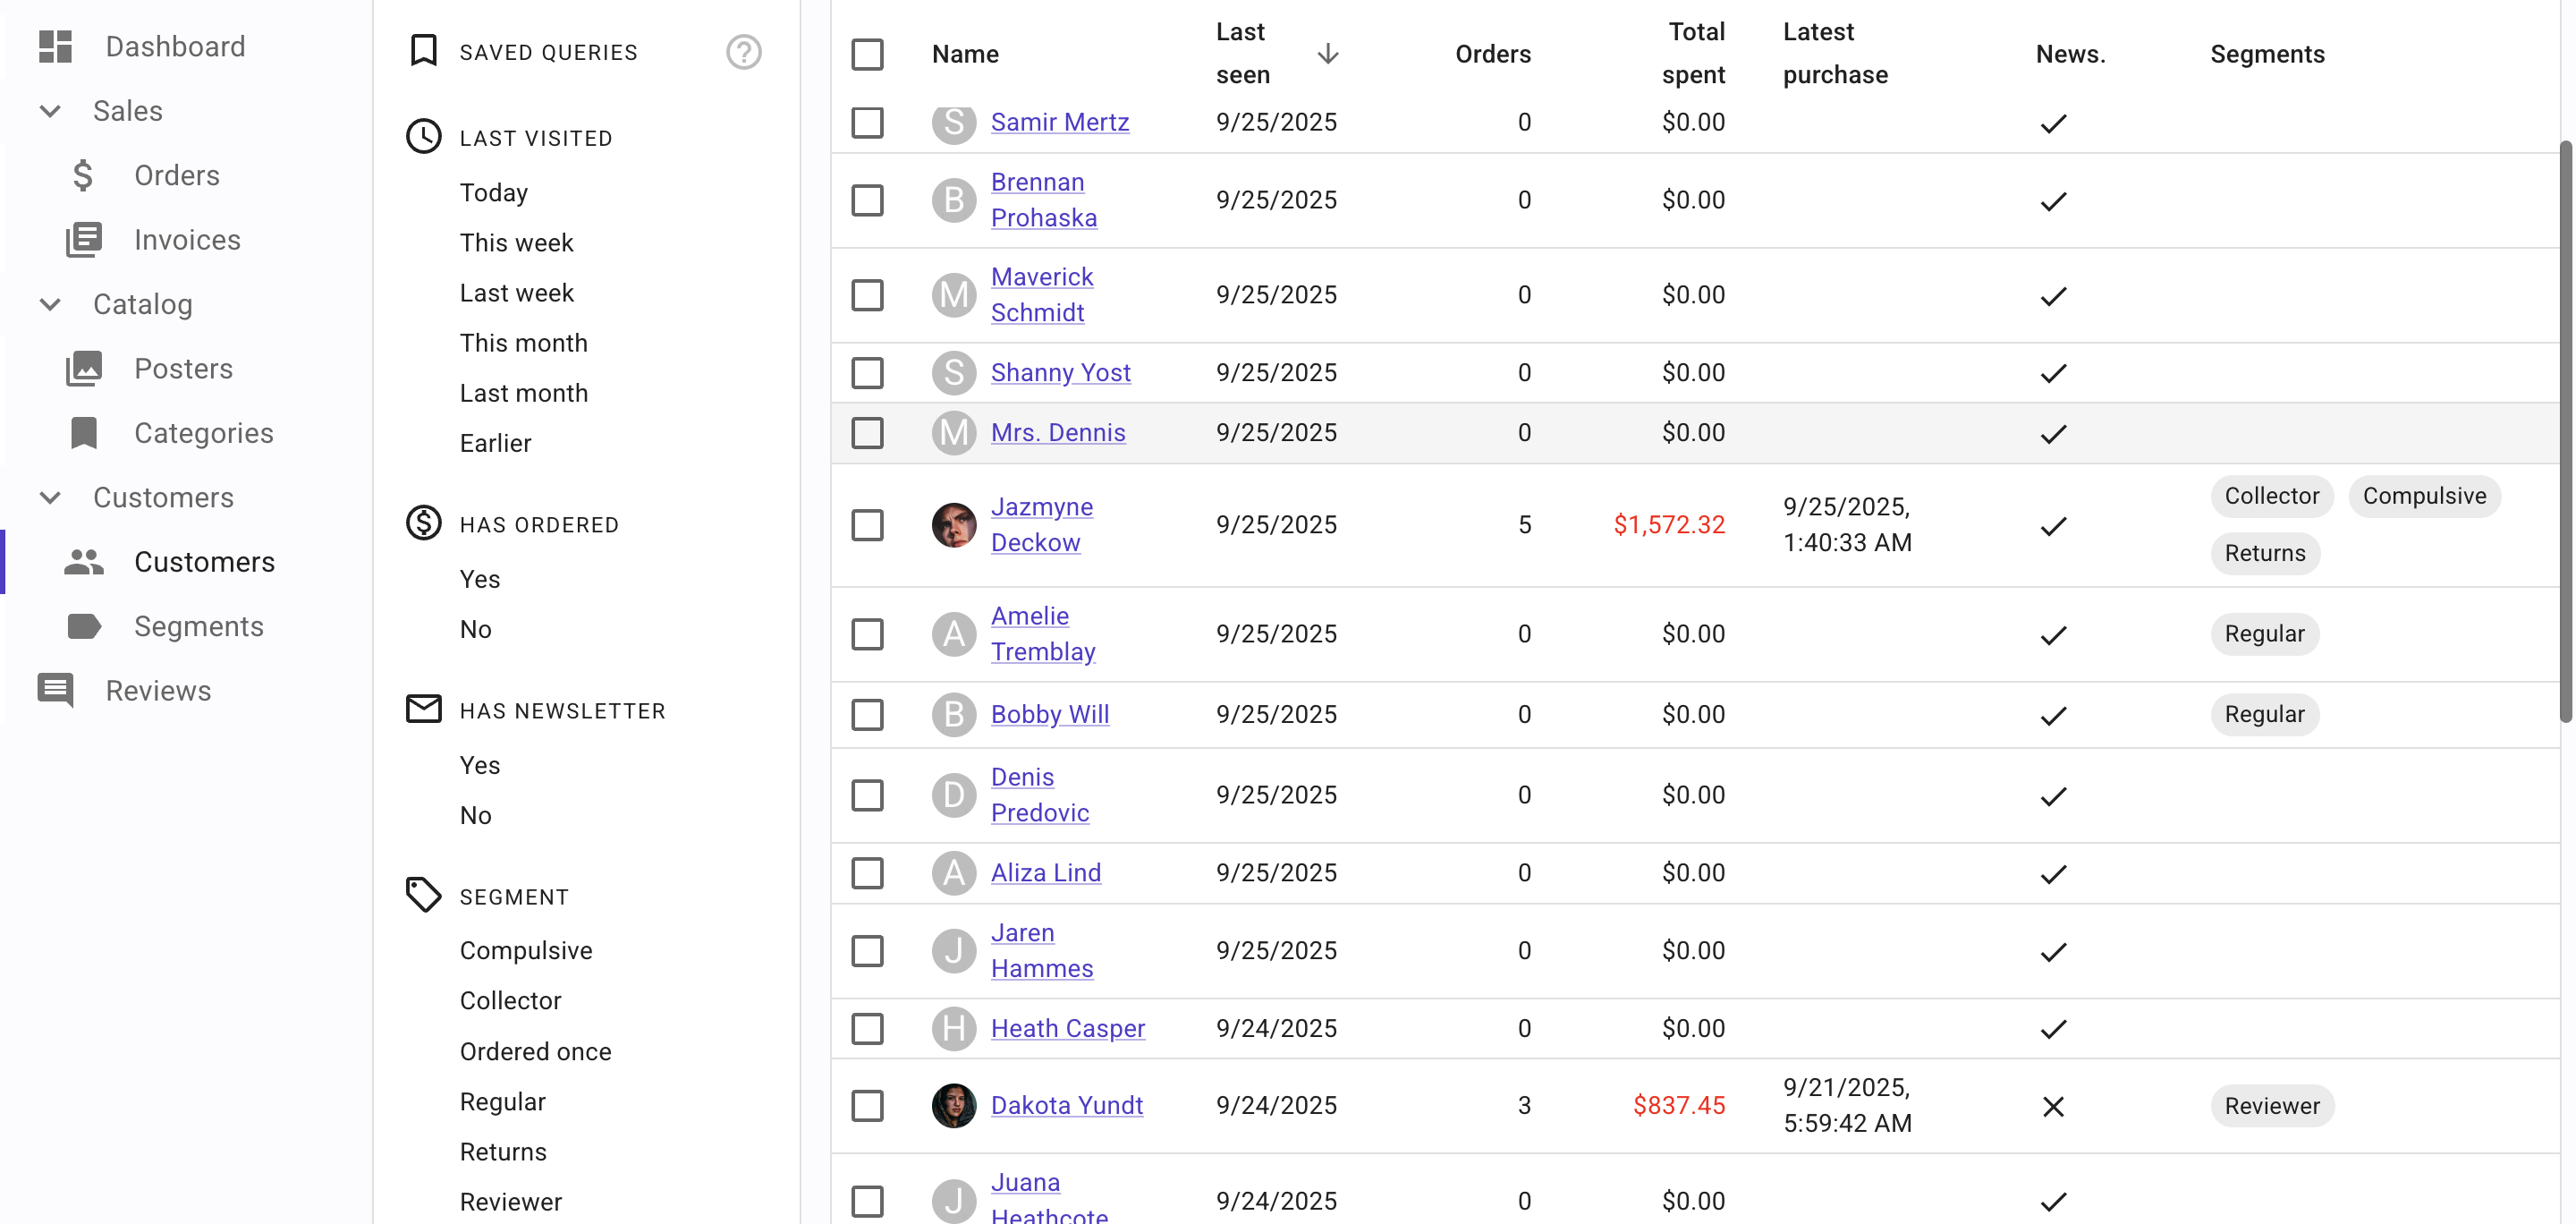 Dashboard
Sales
Orders
Invoices
Catalog
Posters
Categories
Customers
Customers
Segments
Reviews
SAVED QUERIES
?
LAST VISITED
Today
This week
Last week
This month
Last month
Earlier
HAS ORDERED
Yes
No
HAS NEWSLETTER
Yes
No
SEGMENT
Compulsive
Collector
Ordered once
Regular
Returns
Reviewer
Name Last seen Orders Total spent Latest purchase News. Segments
S Samir Mertz 9/25/2025 0 $0.00
B Brennan Prohaska 9/25/2025 0 $0.00
M Maverick Schmidt 9/25/2025 0 $0.00
S Shanny Yost 9/25/2025 0 $0.00
M Mrs. Dennis 9/25/2025 0 $0.00
Jazmyne Deckow 9/25/2025 5 $1,572.32 9/25/2025, 1:40:33 AM Collector Compulsive Returns
A Amelie Tremblay 9/25/2025 0 $0.00 Regular
B Bobby Will 9/25/2025 0 $0.00 Regular
D Denis Predovic 9/25/2025 0 $0.00
A Aliza Lind 9/25/2025 0 $0.00
J Jaren Hammes 9/25/2025 0 $0.00
H Heath Casper 9/24/2025 0 $0.00
Dakota Yundt 9/24/2025 3 $837.45 9/21/2025, 5:59:42 AM Reviewer
J Juana Heathcote 9/24/2025 0 $0.00